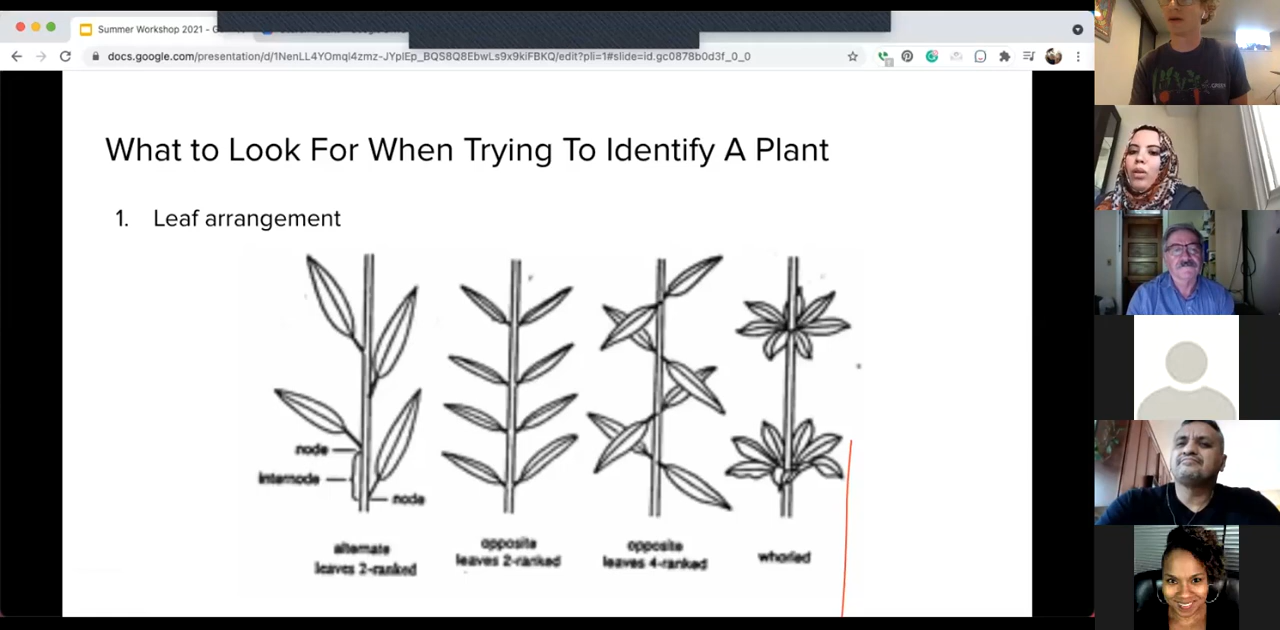 Summer Workshop 2021 - G
docs.google.com/presentation/d/1NenLL4YOmql4zmz-JYpIEp_BQS8Q8EbwLs9x9kiFBKQ/edit?pli=1#slide=id.gc0878b0d3f_0_0
What to Look For When Trying To Identify A Plant
1. Leaf arrangement
node
internode
node
alternate
leaves 2-ranked
opposite
leaves 2-ranked
opposite
leaves 4-ranked
whorled